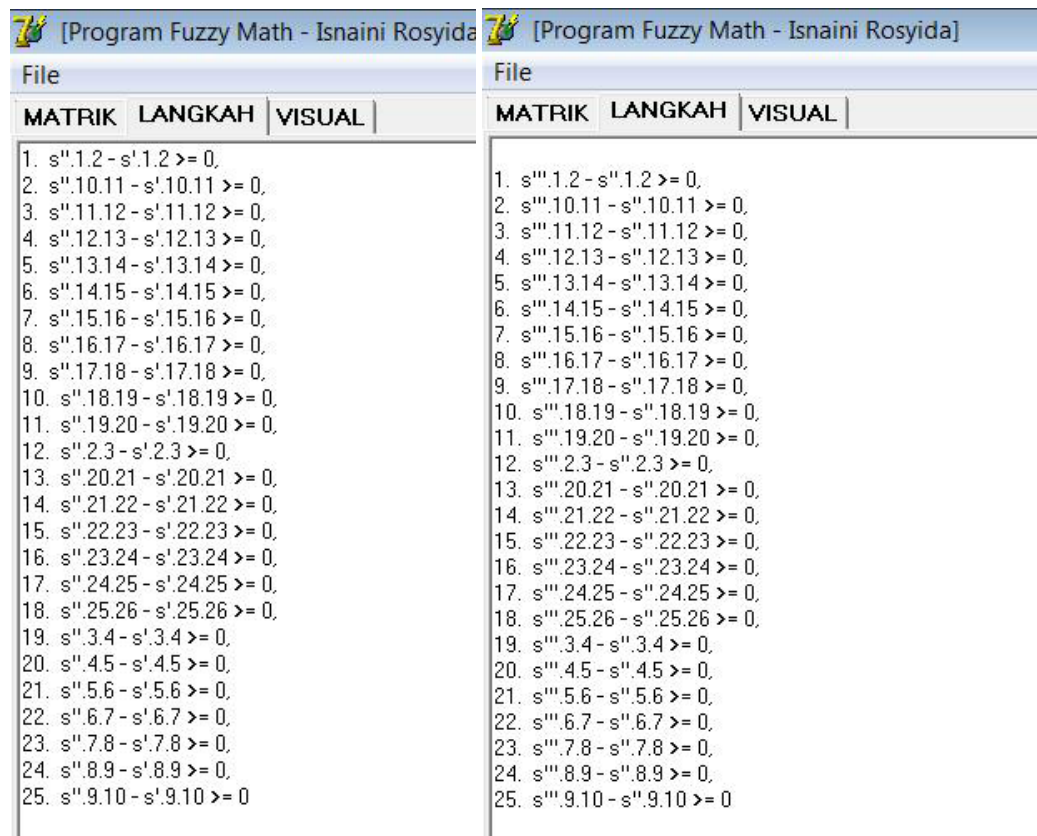 [Program Fuzzy Math - Isnaini Rosyida
File
MATRIK LANGKAH VISUAL
1. s''.1.2 - s'.1.2 >= 0,
2. s''.10.11 - s'.10.11 >= 0,
3. s''.11.12 - s'.11.12 >= 0,
4. s''.12.13 - s'.12.13 >= 0,
5. s''.13.14 - s'.13.14 >= 0,
6. s''.14.15 - s'.14.15 >= 0,
7. s''.15.16 - s'.15.16 >= 0,
8. s''.16.17 - s'.16.17 >= 0,
9. s''.17.18 - s'.17.18 >= 0,
10. s''.18.19 - s'.18.19 >= 0,
11. s''.19.20 - s'.19.20 >= 0,
12. s''.2.3 - s'.2.3 >= 0,
13. s''.20.21 - s'.20.21 >= 0,
14. s''.21.22 - s'.21.22 >= 0,
15. s''.22.23 - s'.22.23 >= 0,
16. s''.23.24 - s'.23.24 >= 0,
17. s''.24.25 - s'.24.25 >= 0,
18. s''.25.26 - s'.25.26 >= 0,
19. s''.3.4 - s'.3.4 >= 0,
20. s''.4.5 - s'.4.5 >= 0,
21. s''.5.6 - s'.5.6 >= 0,
22. s''.6.7 - s'.6.7 >= 0,
23. s''.7.8 - s'.7.8 >= 0,
24. s''.8.9 - s'.8.9 >= 0,
25. s''.9.10 - s'.9.10 >= 0
[Program Fuzzy Math - Isnaini Rosyida]
File
MATRIK LANGKAH VISUAL
1. s'''.1.2 - s''.1.2 >= 0,
2. s'''.10.11 - s''.10.11 >= 0,
3. s'''.11.12 - s''.11.12 >= 0,
4. s'''.12.13 - s''.12.13 >= 0,
5. s'''.13.14 - s''.13.14 >= 0,
6. s'''.14.15 - s''.14.15 >= 0,
7. s'''.15.16 - s''.15.16 >= 0,
8. s'''.16.17 - s''.16.17 >= 0,
9. s'''.17.18 - s''.17.18 >= 0,
10. s'''.18.19 - s''.18.19 >= 0,
11. s'''.19.20 - s''.19.20 >= 0,
12. s'''.2.3 - s''.2.3 >= 0,
13. s'''.20.21 - s''.20.21 >= 0,
14. s'''.21.22 - s''.21.22 >= 0,
15. s'''.22.23 - s''.22.23 >= 0,
16. s'''.23.24 - s''.23.24 >= 0,
17. s'''.24.25 - s''.24.25 >= 0,
18. s'''.25.26 - s''.25.26 >= 0,
19. s'''.3.4 - s''.3.4 >= 0,
20. s'''.4.5 - s''.4.5 >= 0,
21. s'''.5.6 - s''.5.6 >= 0,
22. s'''.6.7 - s''.6.7 >= 0,
23. s'''.7.8 - s''.7.8 >= 0,
24. s'''.8.9 - s''.8.9 >= 0,
25. s'''.9.10 - s''.9.10 >= 0